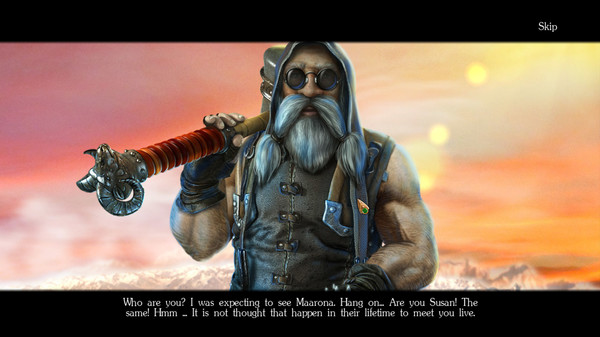 Skip
Who are you? I was expecting to see Maarona. Hang on... Are you Susan! The
same! Hmm ... It is not thought that happen in their lifetime to meet you live.